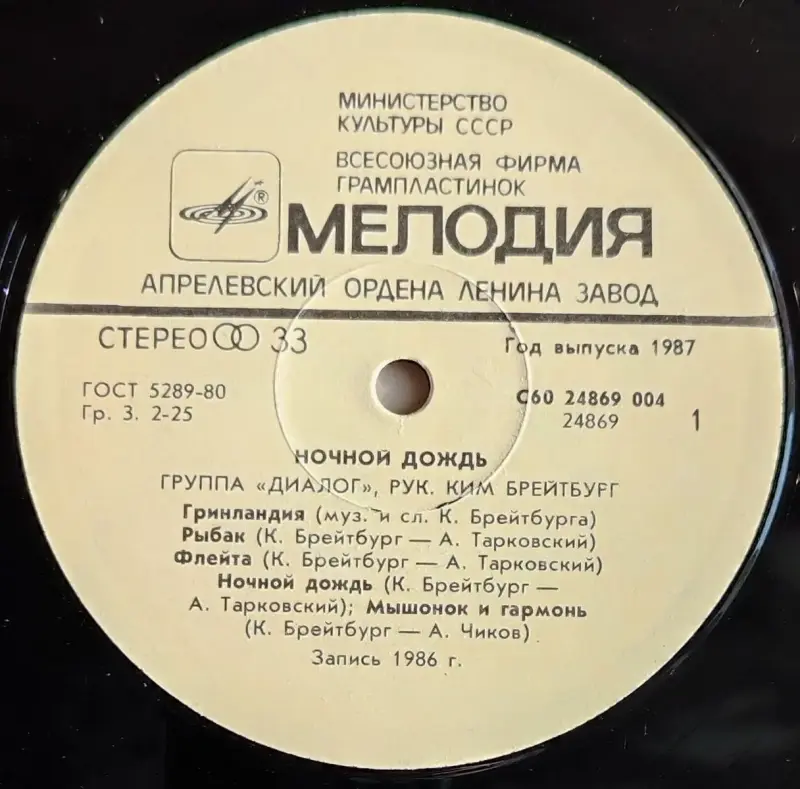 МИНИСТЕРСТВО
КУЛЬТУРЫ СССР
ВСЕСОЮЗНАЯ ФИРМА
ГРАМПЛАСТИНОК
®
МЕЛОДИЯ
АПРЕЛЕВСКИЙ ОРДЕНА ЛЕНИНА ЗАВОД
СТЕРЕО 33
Год выпуска 1987
ГОСТ 5289-80
Гр. 3. 2-25
С60 24869 004
24869
1
НОЧНОЙ ДОЖДЬ
ГРУППА «ДИАЛОГ», РУК. КИМ БРЕЙТБУРГ
Гринландия (муз. и сл. К. Брейтбурга)
Рыбак (К. Брейтбург — А. Тарковский)
Флейта (К. Брейтбург — А. Тарковский)
Ночной дождь (К. Брейтбург —
А. Тарковский); Мышонок и гармонь
(К. Брейтбург — А. Чиков)
Запись 1986 г.